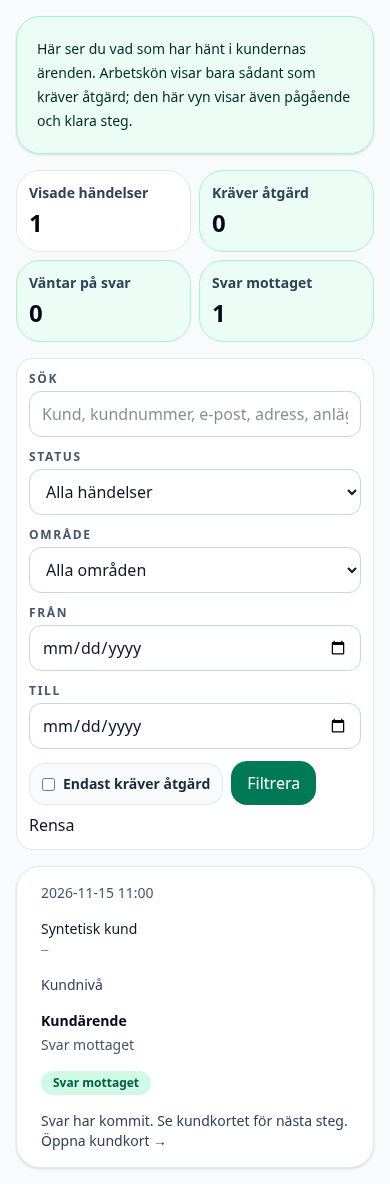 Här ser du vad som har hänt i kundernas
ärenden. Arbetskön visar bara sådant som
kräver åtgärd; den här vyn visar även pågående
och klara steg.
Visade händelser
1
Kräver åtgärd
0
Väntar på svar
0
Svar mottaget
1
SÖK
Kund, kundnummer, e-post, adress, anläg
STATUS
Alla händelser
OMRÅDE
Alla områden
FRÅN
mm/dd/yyyy
TILL
mm/dd/yyyy
Endast kräver åtgärd
Filtrera
Rensa
2026-11-15 11:00
Syntetisk kund
—
Kundnivå
Kundärende
Svar mottaget
Svar mottaget
Svar har kommit. Se kundkortet för nästa steg.
Öppna kundkort →